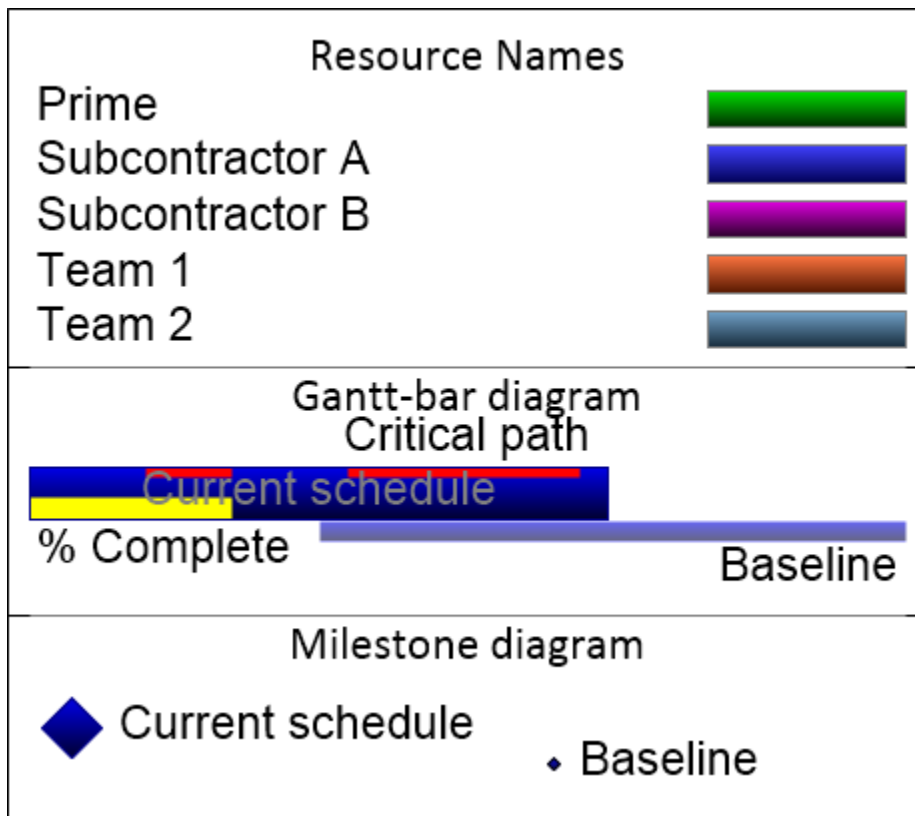 Resource Names
Prime
Subcontractor A
Subcontractor B
Team 1
Team 2
Gantt-bar diagram
Critical path
Current schedule
% Complete
Baseline
Milestone diagram
Current schedule
Baseline